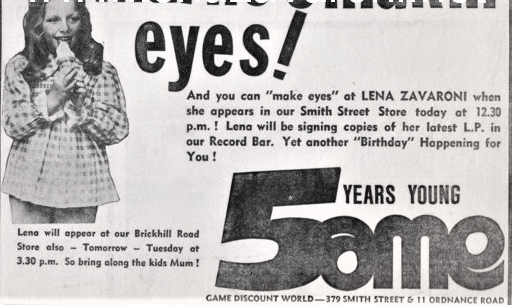 eyes!
And you can "make eyes" at LENA ZAVARONI when
she appears in our Smith Street Store today at 12.30
p.m. ! Lena will be signing copies of her latest L.P. in
our Record Bar. Yet another "Birthday" Happening for
You !
Lena will appear at our Brickhill Road
Store also – Tomorrow – Tuesday at
3.30 p.m. So bring along the kids Mum !
5 YEARS YOUNG
Game
GAME DISCOUNT WORLD — 379 SMITH STREET & 11 ORDNANCE ROAD